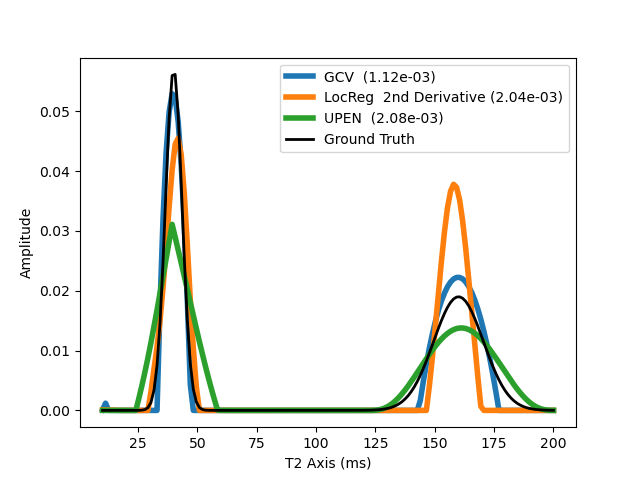 GCV (1.12e-03)
LocReg 2nd Derivative (2.04e-03)
UPEN (2.08e-03)
Ground Truth
0.05
0.04
0.03
0.02
0.01
0.00
Amplitude
25 50 75 100 125 150 175 200
T2 Axis (ms)